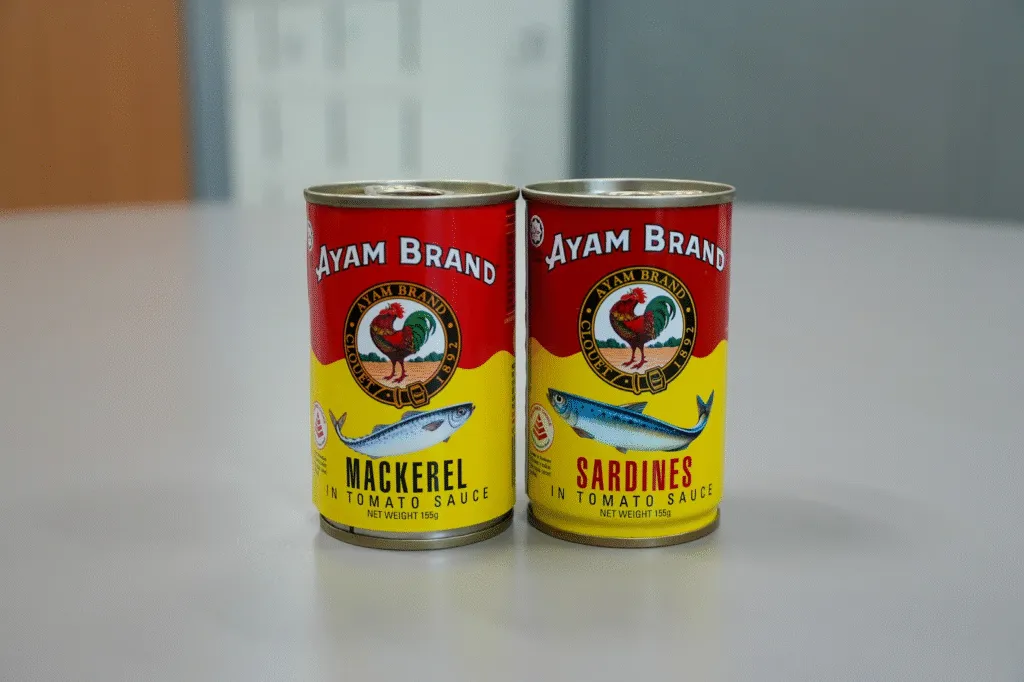 AYAM BRAND
AYAM BRAND
CLOUET 1892
MACKEREL
IN TOMATO SAUCE
NET WEIGHT 155g
AYAM BRAND
AYAM BRAND
CLOUET 1892
SARDINES
IN TOMATO SAUCE
NET WEIGHT 155g